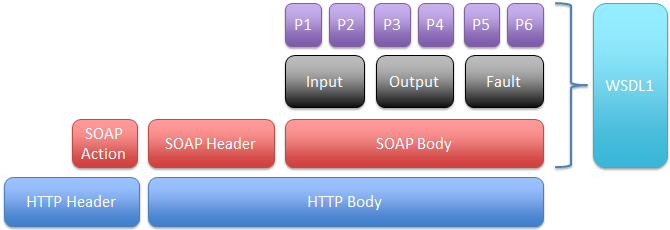 P1 P2 P3 P4 P5 P6
Input Output Fault
WSDL1
SOAP
Action
SOAP Header
SOAP Body
HTTP Header
HTTP Body